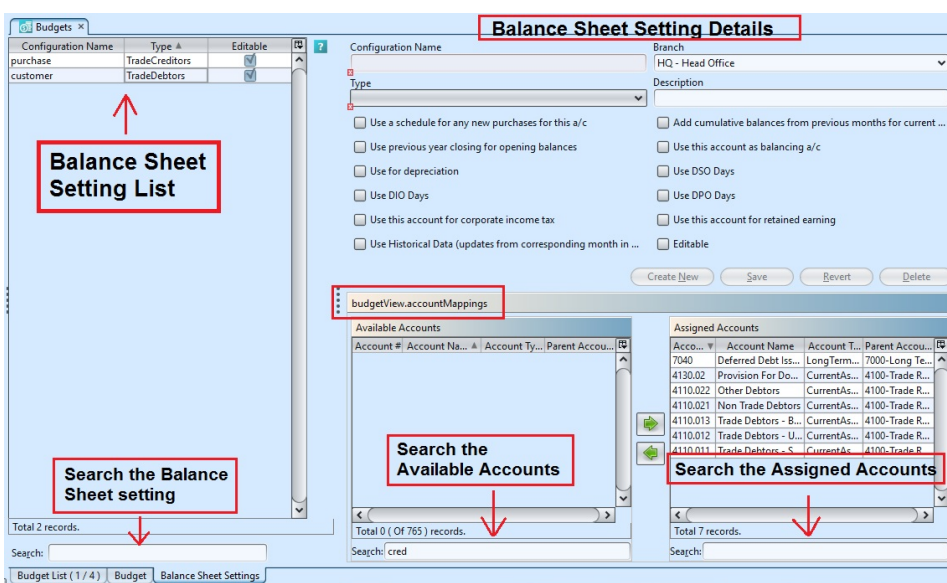 Budgets ×
Balance Sheet Setting Details
Configuration Name Type Editable
purchase TradeCreditors
customer TradeDebtors
Balance Sheet
Setting List
Search the Balance
Sheet setting
Total 2 records.
Search:
Configuration Name Branch
HQ - Head Office
Type Description
Use a schedule for any new purchases for this a/c Add cumulative balances from previous months for current ...
Use previous year closing for opening balances Use this account as balancing a/c
Use for depreciation Use DSO Days
Use DIO Days Use DPO Days
Use this account for corporate income tax Use this account for retained earning
Use Historical Data (updates from corresponding month in ... Editable
Create New Save Revert Delete
budgetView.accountMappings
Available Accounts
Account # Account Na... Account Ty... Parent Accou...
Search the
Available Accounts
Total 0 ( Of 765 ) records.
Search: cred
Assigned Accounts
Acco... Account Name Account T... Parent Accou...
7040 Deferred Debt Iss... LongTerm... 7000-Long Te...
4130.02 Provision For Do... CurrentAs... 4100-Trade R...
4110.022 Other Debtors CurrentAs... 4100-Trade R...
4110.021 Non Trade Debtors CurrentAs... 4100-Trade R...
4110.013 Trade Debtors - B... CurrentAs... 4100-Trade R...
4110.012 Trade Debtors - U... CurrentAs... 4100-Trade R...
4110.011 Trade Debtors - S... CurrentAs... 4100-Trade R...
Search the Assigned Accounts
Total 7 records.
Search:
Budget List ( 1 / 4 ) Budget Balance Sheet Settings